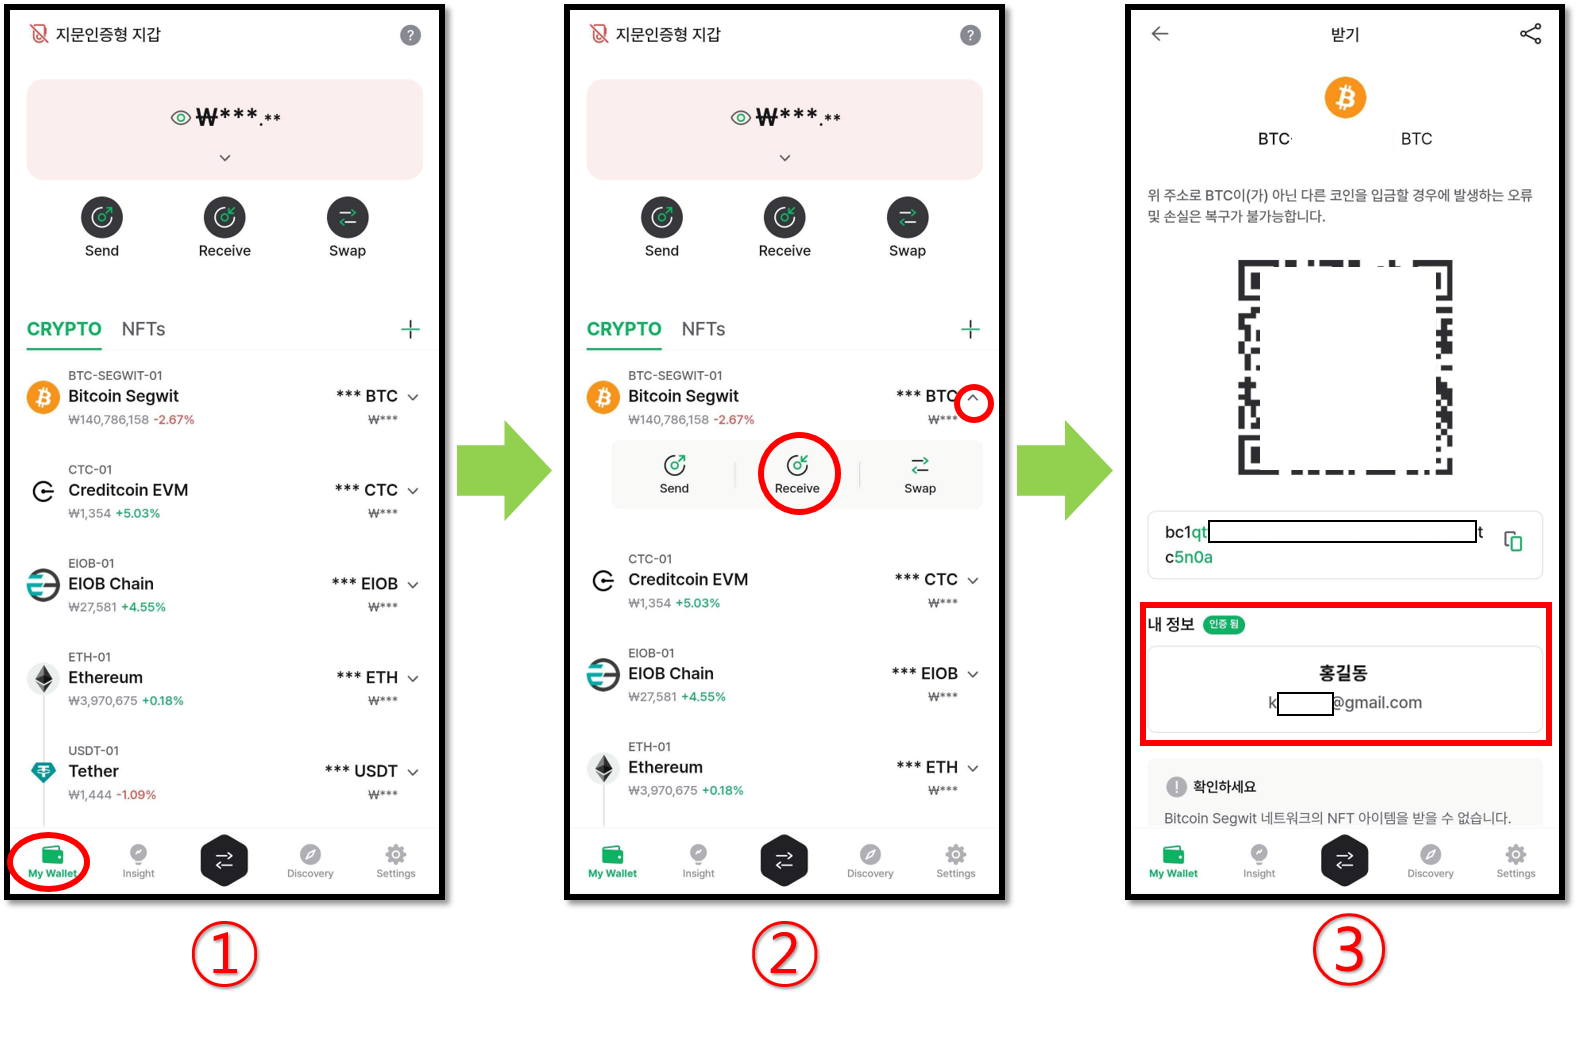 지문인증형 지갑
?
₩***.**
Send
Receive
Swap
CRYPTO
NFTs
BTC-SEGWIT-01
Bitcoin Segwit
*** BTC
₩140,786,158 -2.67%
₩***
CTC-01
Creditcoin EVM
*** CTC
₩1,354 +5.03%
₩***
EIOB-01
EIOB Chain
*** EIOB
₩27,581 +4.55%
₩***
ETH-01
Ethereum
*** ETH
₩3,970,675 +0.18%
₩***
USDT-01
Tether
*** USDT
₩1,444 -1.09%
₩***
My Wallet
Insight
Discovery
Settings
①
지문인증형 지갑
?
₩***.**
Send
Receive
Swap
CRYPTO
NFTs
BTC-SEGWIT-01
Bitcoin Segwit
*** BTC
₩140,786,158 -2.67%
₩***
Send
Receive
Swap
CTC-01
Creditcoin EVM
*** CTC
₩1,354 +5.03%
₩***
EIOB-01
EIOB Chain
*** EIOB
₩27,581 +4.55%
₩***
ETH-01
Ethereum
*** ETH
₩3,970,675 +0.18%
₩***
My Wallet
Insight
Discovery
Settings
②
받기
BTC
BTC
위 주소로 BTC이(가) 아닌 다른 코인을 입금할 경우에 발생하는 오류
및 손실은 복구가 불가능합니다.
bc1qt t
c5n0a
내 정보
인증 됨
홍길동
k @gmail.com
! 확인하세요
Bitcoin Segwit 네트워크의 NFT 아이템을 받을 수 없습니다.
My Wallet
Insight
Discovery
Settings
③